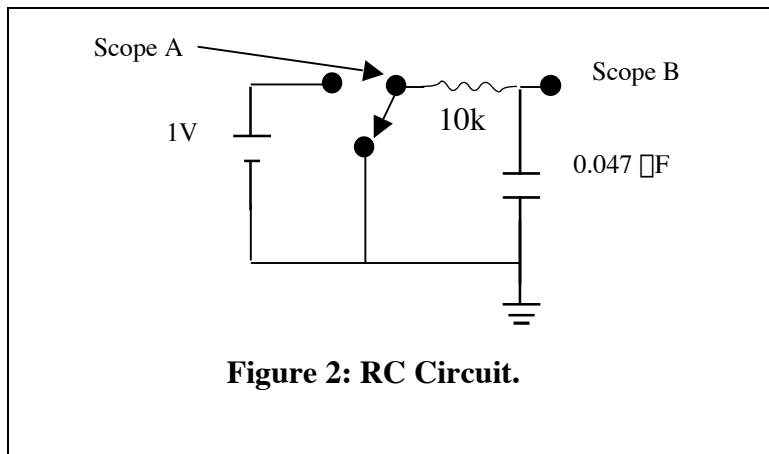 Scope A
Scope B
1V
10k
0.047 □F
Figure 2: RC Circuit.